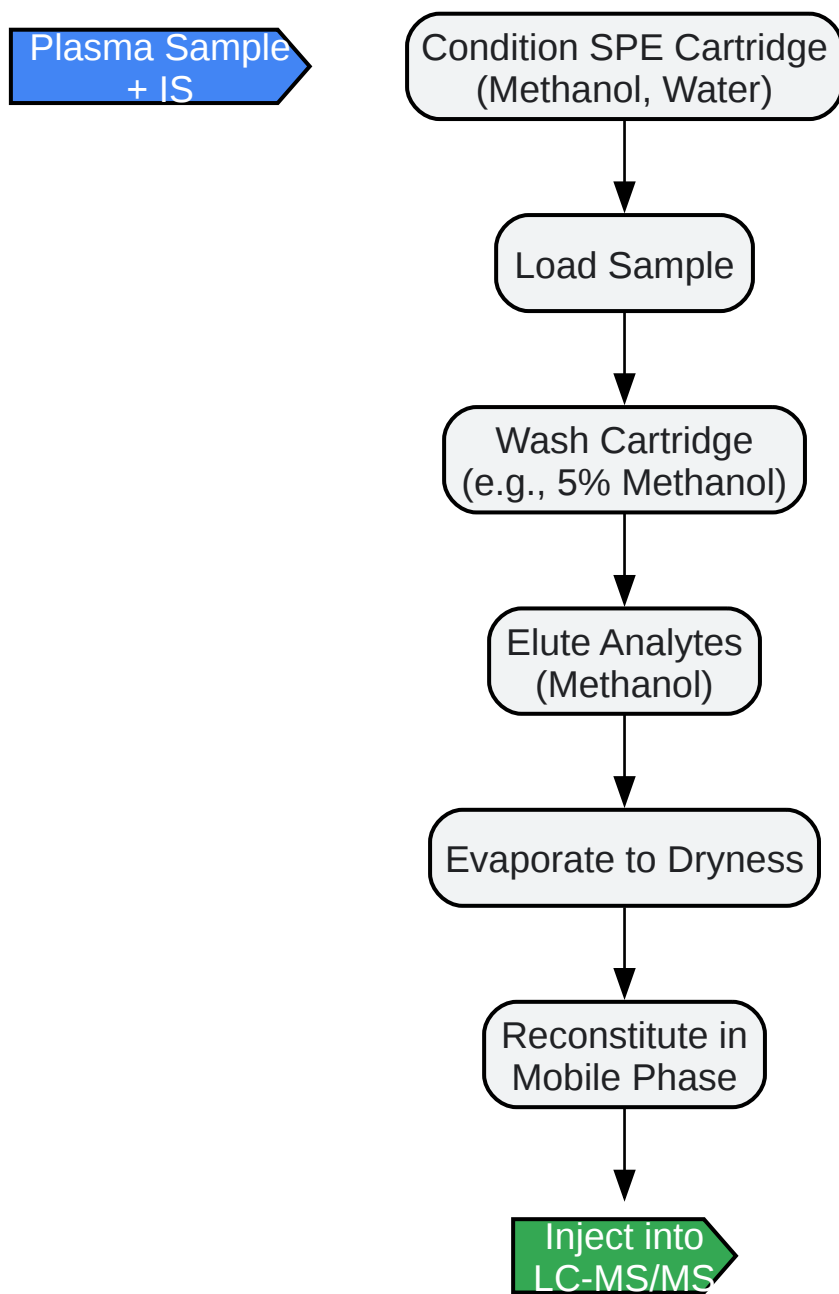 Plasma Sample
+ IS
Condition SPE Cartridge
(Methanol, Water)
Load Sample
Wash Cartridge
(e.g., 5% Methanol)
Elute Analytes
(Methanol)
Evaporate to Dryness
Reconstitute in
Mobile Phase
Inject into
LC-MS/MS